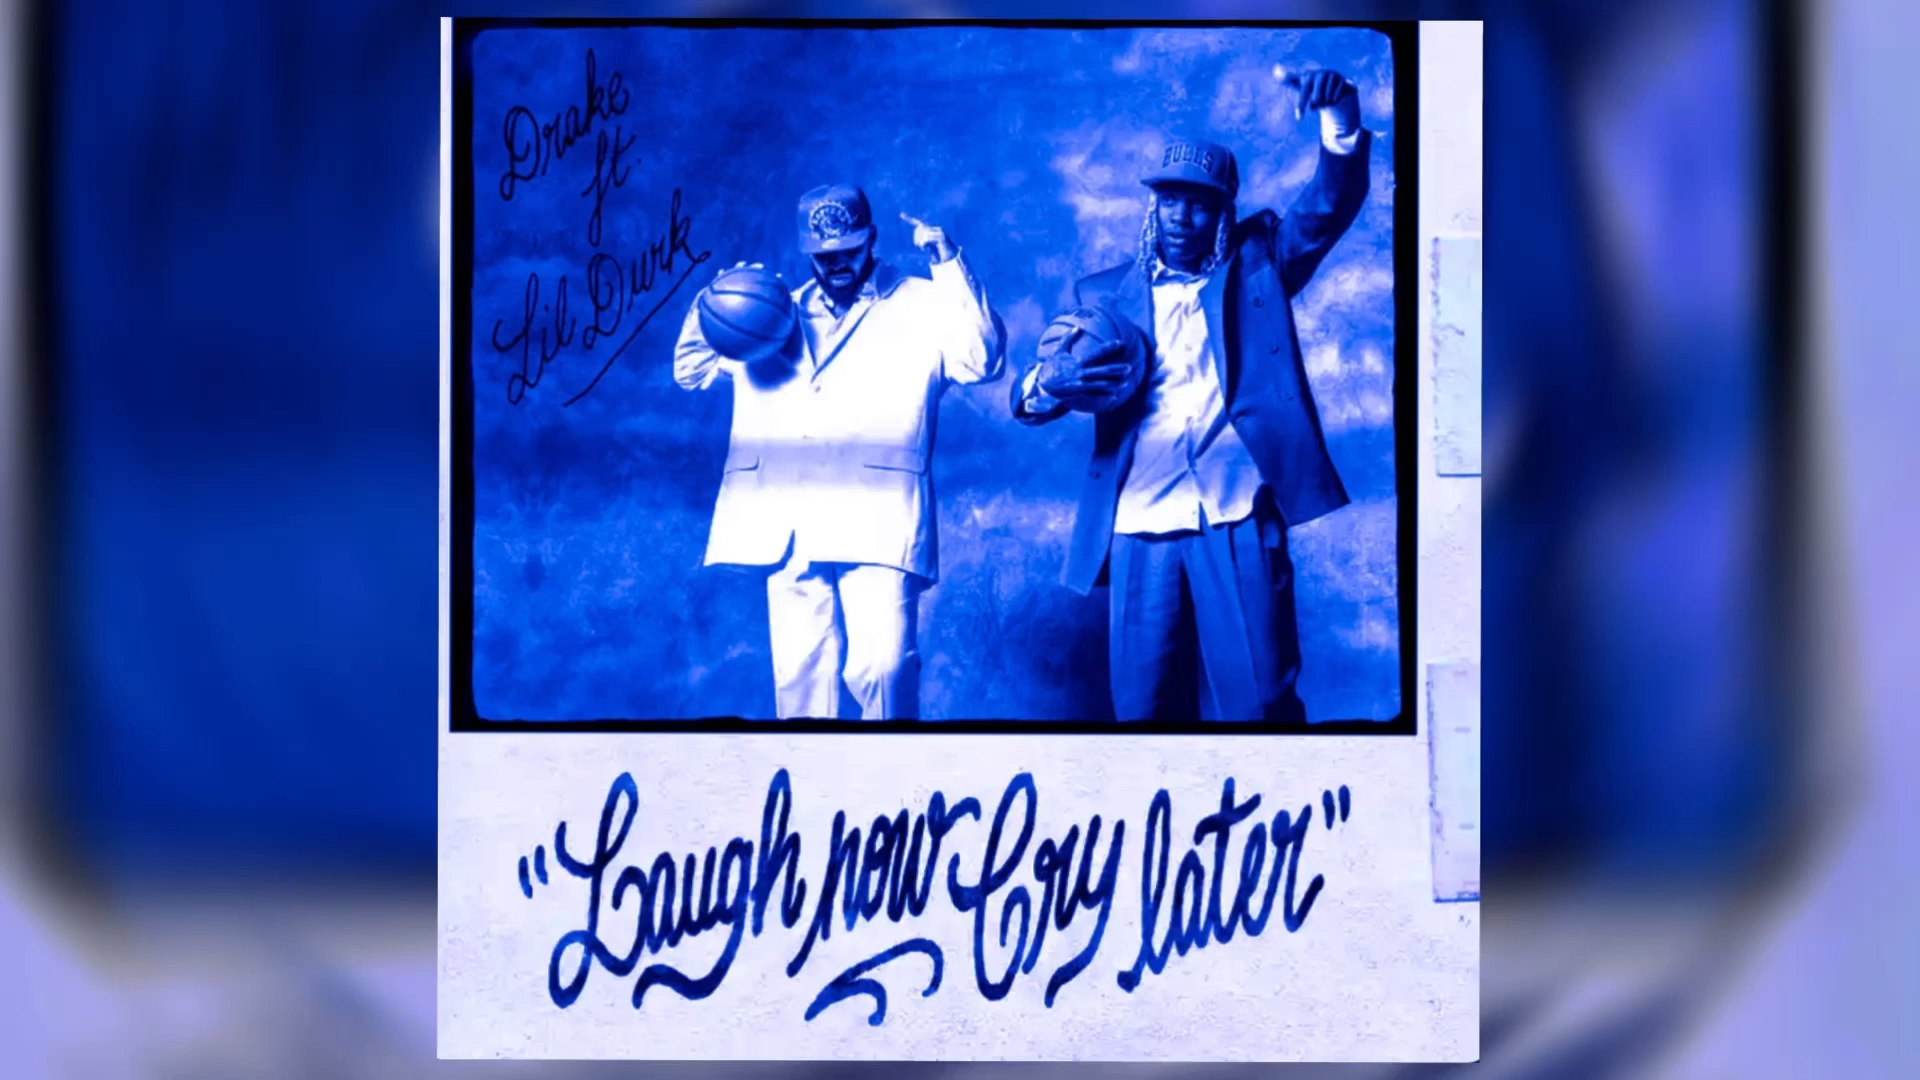 Drake
ft.
Lil Durk
BULLS
"Laugh now Cry later"